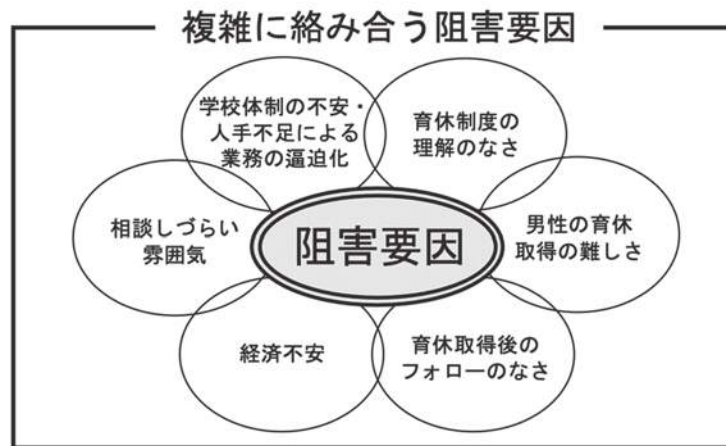 複雑に絡み合う阻害要因
学校体制の不安・
人手不足による
業務の逼迫化
育休制度の
理解のなさ
相談しづらい
雰囲気
阻害要因
男性の育休
取得の難しさ
経済不安
育休取得後の
フォローのなさ